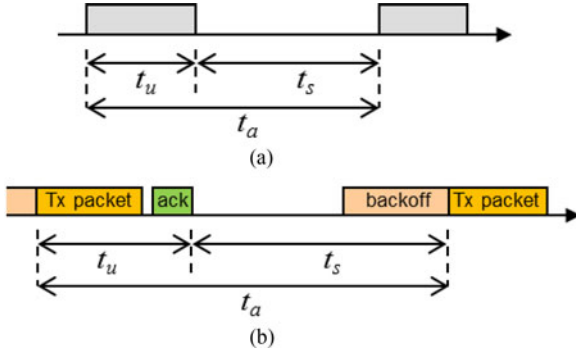 t_u t_s
t_a
(a)
Tx packet ack backoff Tx packet
t_u t_s
t_a
(b)